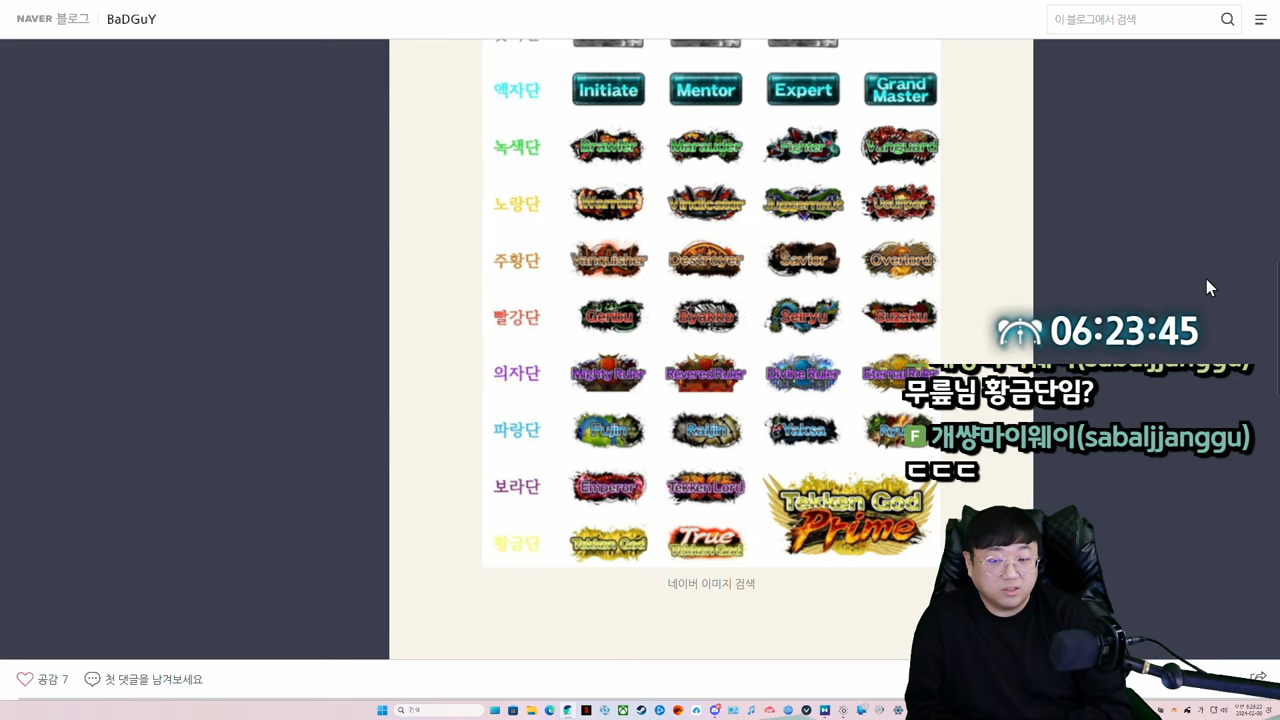 NAVER 블로그 BaDGuY
이 블로그에서 검색
액자단 Initiate Mentor Expert Grand Master
녹색단 Brawler Marauder Fighter Vanguard
노랑단 Warrior Vindicator Juggernaut Usurper
주황단 Vanquisher Destroyer Savior Overlord
빨강단 Genbu Byakko Seiryu Suzaku
의자단 Mighty Ruler Revered Ruler Divine Ruler Eternal Ruler
파랑단 Fujin Raijin Yaksa
보라단 Emperor Tekken Lord
황금단 Tekken God True Tekken God
Tekken God Prime
네이버 이미지 검색
06:23:45
무릎님 황금단임?
F 개썅마이웨이(sabaljjanggu)
ㄷㄷㄷ
공감 7 첫 댓글을 남겨보세요
검색